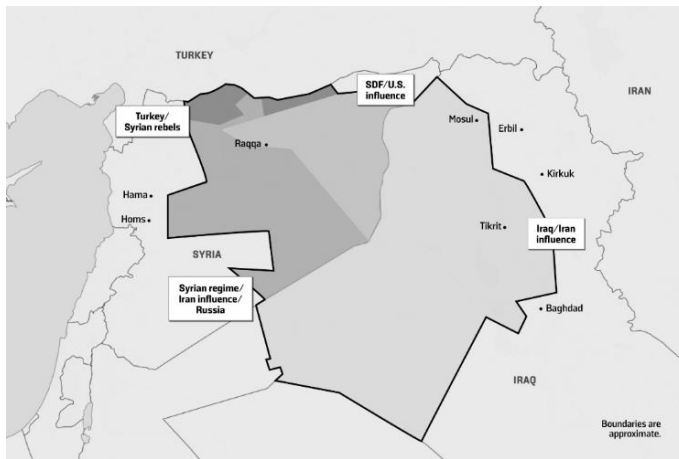 TURKEY
SDF/U.S.
influence
IRAN
Turkey/
Syrian rebels
Mosul
Erbil
Raqqa
Kirkuk
Hama
Homs
Tikrit
Iraq/Iran
influence
SYRIA
Syrian regime/
Iran influence/
Russia
Baghdad
IRAQ
Boundaries are
approximate.